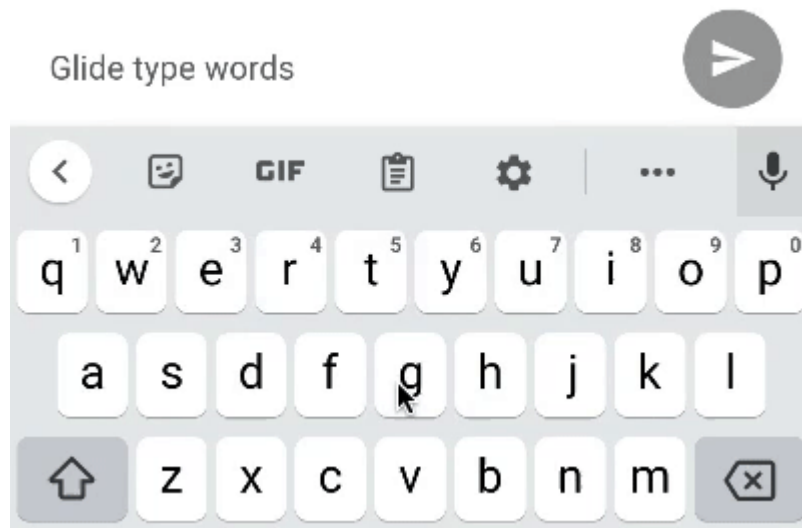 Glide type words
GIF
q1 w2 e3 r4 t5 y6 u7 i8 o9 p0
a s d f g h j k l
z x c v b n m